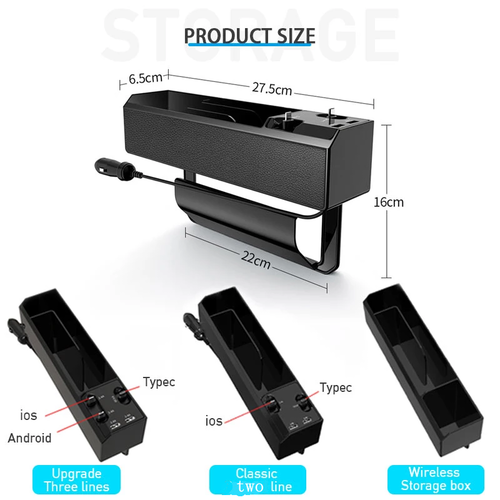 STORAGE
PRODUCT SIZE
6.5cm
27.5cm
16cm
22cm
Typec
ios
Android
Typec
ios
Upgrade
Three lines
Classic
two line
Wireless
Storage box